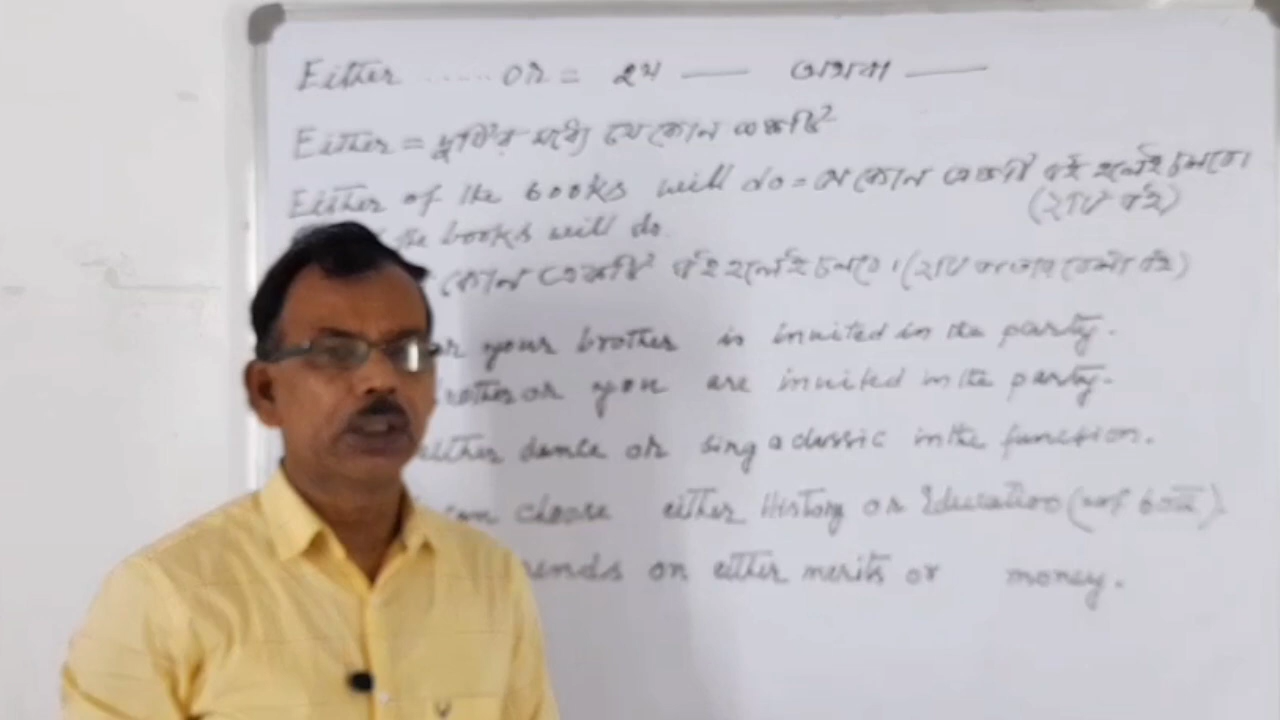 Either ...... or = হয় —— অথবা ——
Either = দুটির মধ্যে যে কোন একটি
Either of the books will do = যে কোন একটি বই হলেই চলবে।
(২টি বই)
the books will do.
কোন একটি বই হলেই চলবে। (২টি বা তার বেশী বই)
or your brother is invited in the party.
brother or you are invited in the party.
either dance or sing a classic in the function.
can choose either History or Education (not both).
on either merits or money.